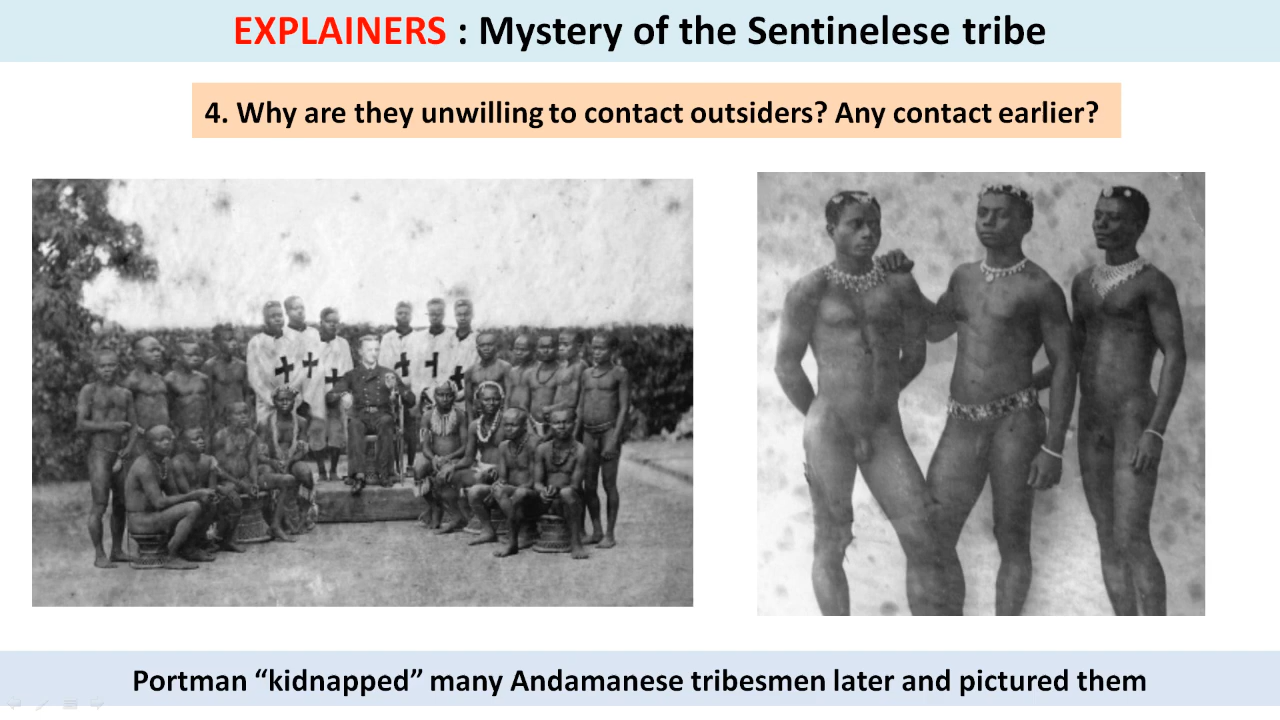 EXPLAINERS : Mystery of the Sentinelese tribe
4. Why are they unwilling to contact outsiders? Any contact earlier?
Portman “kidnapped” many Andamanese tribesmen later and pictured them